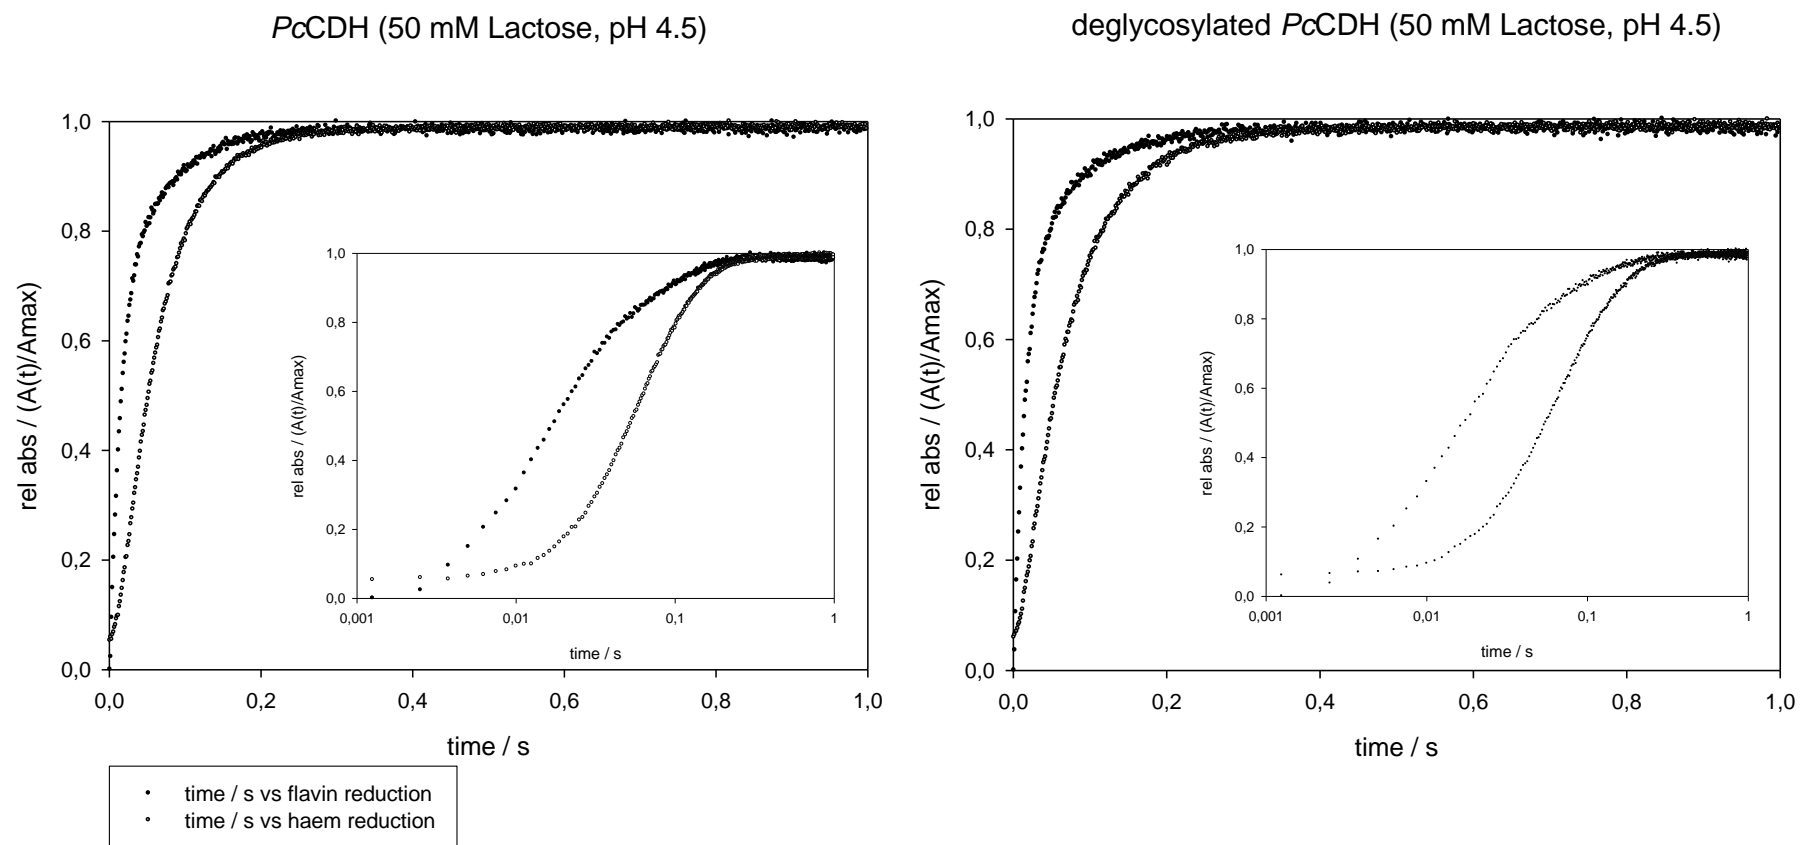 PcCDH (50 mM Lactose, pH 4.5)
rel abs / (A(t)/Amax)
1,0
0,8
0,6
0,4
0,2
0,0
0,0 0,2 0,4 0,6 0,8 1,0
time / s
rel abs / (A(t)/Amax)
1,0
0,8
0,6
0,4
0,2
0,0
0,001 0,01 0,1 1
time / s
time / s vs flavin reduction
time / s vs haem reduction
deglycosylated PcCDH (50 mM Lactose, pH 4.5)
rel abs / (A(t)/Amax)
1,0
0,8
0,6
0,4
0,2
0,0
0,0 0,2 0,4 0,6 0,8 1,0
time / s
rel abs / (A(t)/Amax)
1,0
0,8
0,6
0,4
0,2
0,0
0,001 0,01 0,1 1
time / s